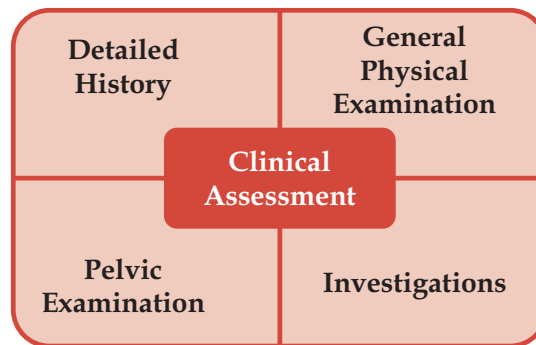 Detailed
History
General
Physical
Examination
Clinical
Assessment
Pelvic
Examination
Investigations